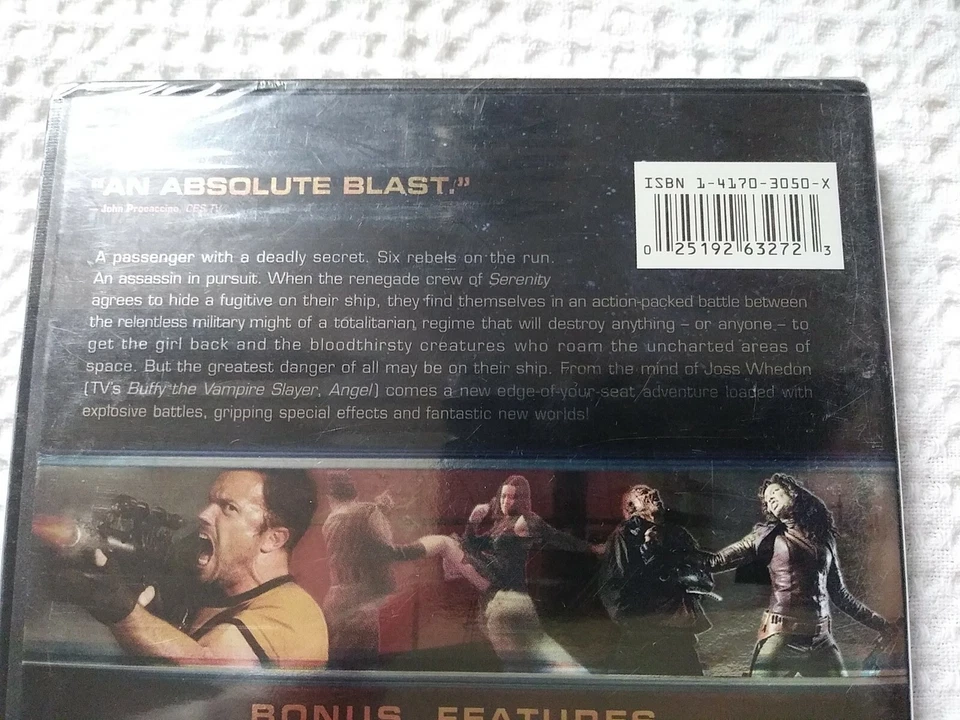 "AN ABSOLUTE BLAST."
— John Procaccino, CBS TV
ISBN 1-4170-3050-X
0 25192 63272 3
A passenger with a deadly secret. Six rebels on the run.
An assassin in pursuit. When the renegade crew of Serenity
agrees to hide a fugitive on their ship, they find themselves in an action-packed battle between
the relentless military might of a totalitarian regime that will destroy anything – or anyone – to
get the girl back and the bloodthirsty creatures who roam the uncharted areas of
space. But the greatest danger of all may be on their ship. From the mind of Joss Whedon
(TV's Buffy the Vampire Slayer, Angel) comes a new edge-of-your-seat adventure loaded with
explosive battles, gripping special effects and fantastic new worlds!
BONUS FEATURES